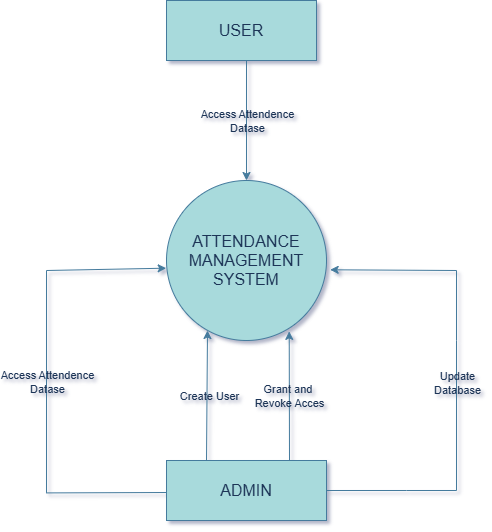 USER
Access Attendence
Datase
ATTENDANCE
MANAGEMENT
SYSTEM
Access Attendence
Datase
Create User
Grant and
Revoke Acces
Update
Database
ADMIN